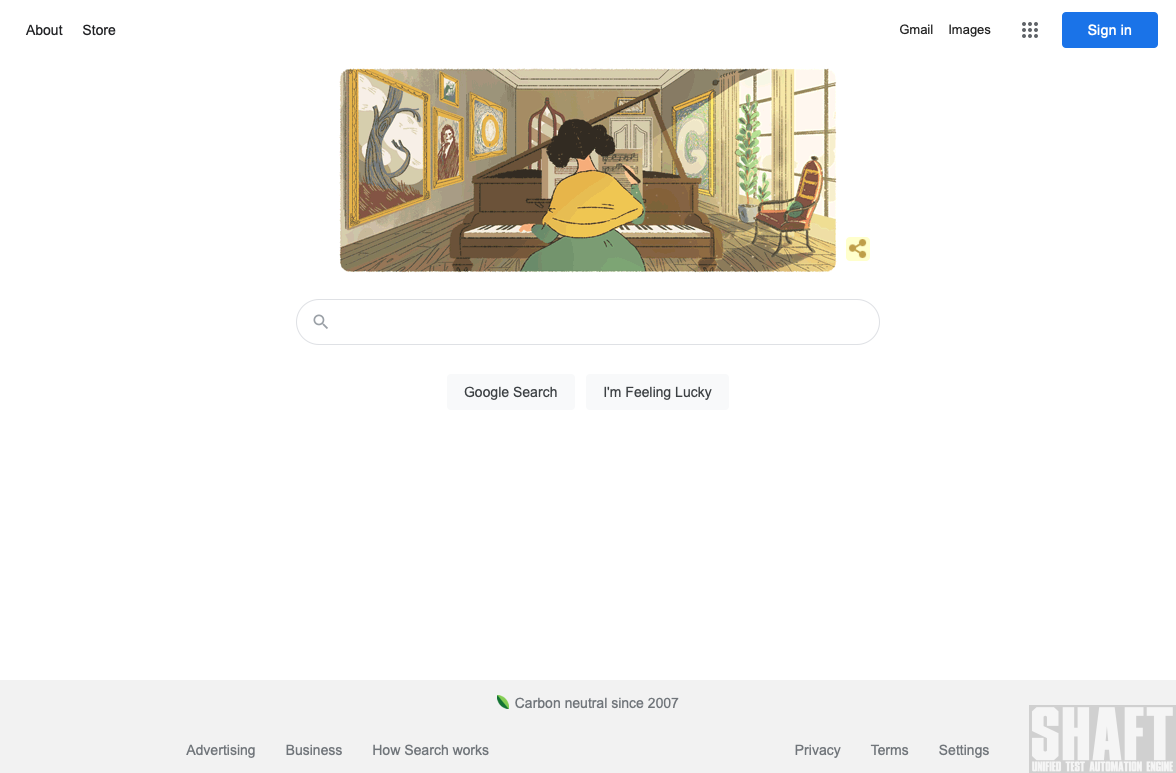 About Store
Gmail Images
Sign in
G
Google Search
I'm Feeling Lucky
Carbon neutral since 2007
Advertising Business How Search works
Privacy Terms Settings
SHAFT
UNIFIED TEST AUTOMATION ENGINE